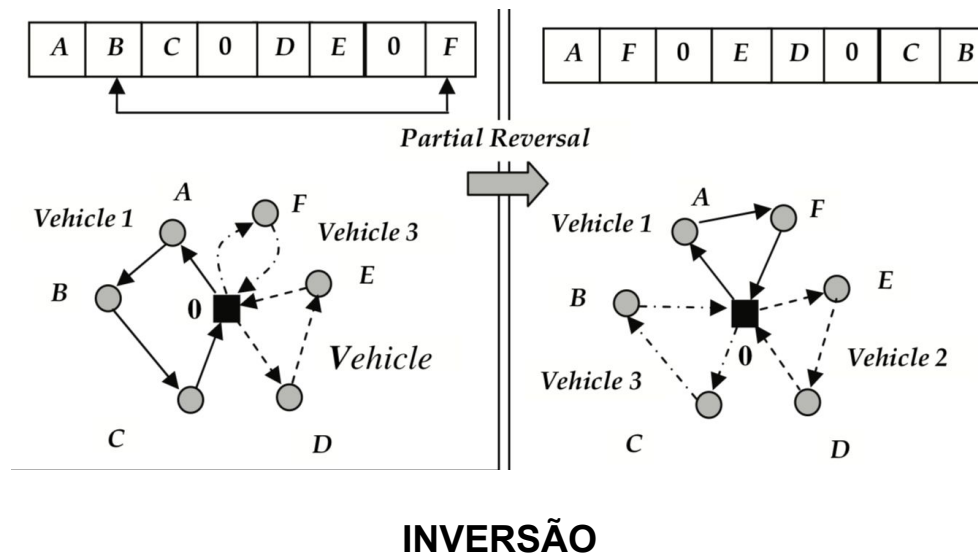 A B C 0 D E 0 F
A F 0 E D 0 C B
Partial Reversal
A
Vehicle 1
F
Vehicle 3
B
E
0
Vehicle
C
D
A
Vehicle 1
F
B
E
0
Vehicle 2
Vehicle 3
C
D
INVERSÃO